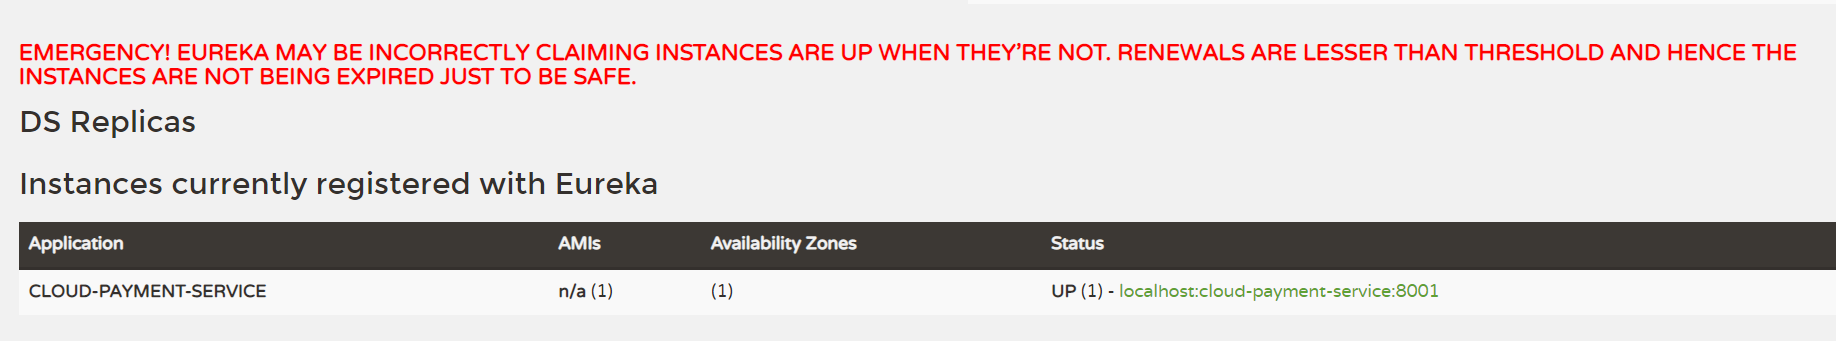 EMERGENCY! EUREKA MAY BE INCORRECTLY CLAIMING INSTANCES ARE UP WHEN THEY’RE NOT. RENEWALS ARE LESSER THAN THRESHOLD AND HENCE THE
INSTANCES ARE NOT BEING EXPIRED JUST TO BE SAFE.
DS Replicas
Instances currently registered with Eureka
Application AMIs Availability Zones Status
CLOUD-PAYMENT-SERVICE n/a (1) (1) UP (1) - localhost:cloud-payment-service:8001